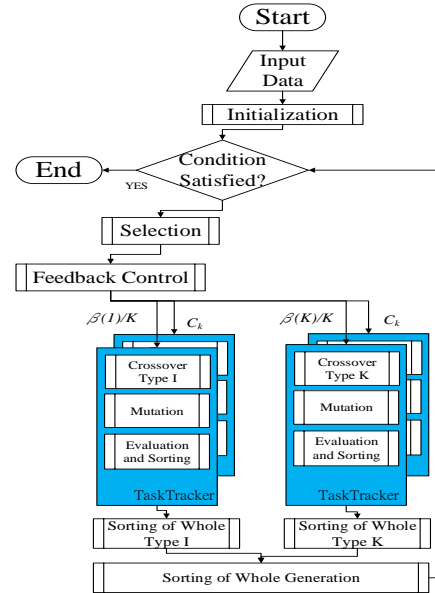 Start
Input
Data
Initialization
Condition
Satisfied?
End
YES
Selection
Feedback Control
β(1)/K
C_k
β(K)/K
C_k
Crossover
Type I
Mutation
Evaluation
and Sorting
TaskTracker
Crossover
Type K
Mutation
Evaluation
and Sorting
TaskTracker
Sorting of Whole
Type I
Sorting of Whole
Type K
Sorting of Whole Generation